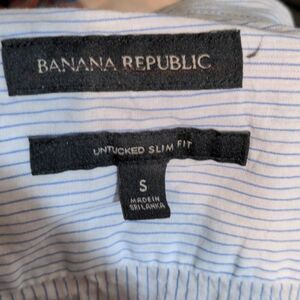 BANANA REPUBLIC
UNTUCKED SLIM FIT
S
MADE IN
SRI LANKA